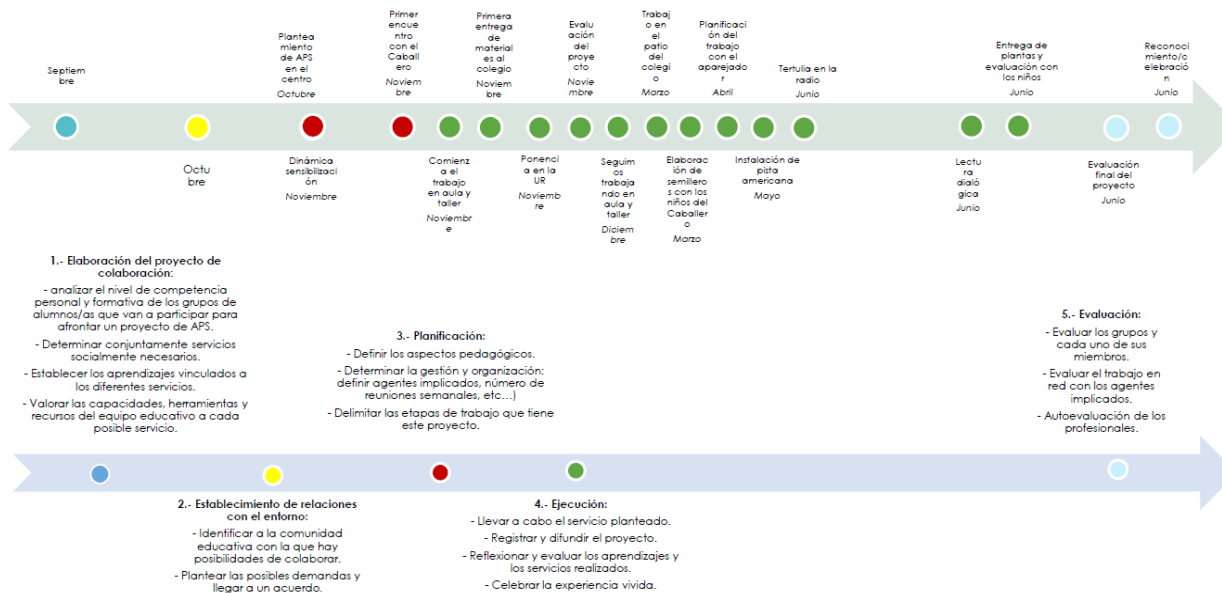 Septiem
bre
Plantea
miento
de APS
en el
centro
Octubre
Primer
encue
ntro
con el
Caball
ero
Noviem
bre
Primera
entrega
de
material
es al
colegio
Noviem
bre
Evalu
ación
del
proye
cto
Novie
mbre
Trabaj
o en
el
patio
del
colegi
o
Marzo
Planificaci
ón del
trabajo
con el
aparejado
r
Abril
Tertulia en la
radio
Junio
Entrega de
plantas y
evaluación con
los niños
Junio
Reconoci
miento/c
elebració
n
Junio
Octu
bre
Dinámica
sensibilizaci
ón
Noviembre
Comienz
a el
trabajo
en aula y
taller
Noviembr
e
Ponenci
a en la
UR
Noviemb
re
Seguim
os
trabaja
ndo en
aula y
taller
Diciem
bre
Elaborac
ión de
semillero
s con los
niños del
Caballer
o
Marzo
Instalación de
pista
americana
Mayo
Lectu
ra
dialó
gica
Junio
Evaluación
final del
proyecto
Junio
1.- Elaboración del proyecto de
colaboración:
- analizar el nivel de competencia
personal y formativa de los grupos de
alumnos/as que van a participar para
afrontar un proyecto de APS.
- Determinar conjuntamente servicios
socialmente necesarios.
- Establecer los aprendizajes vinculados a
los diferentes servicios.
- Valorar las capacidades, herramientas y
recursos del equipo educativo a cada
posible servicio.
3.- Planificación:
- Definir los aspectos pedagógicos.
- Determinar la gestión y organización:
definir agentes implicados, número de
reuniones semanales, etc...)
- Delimitar las etapas de trabajo que tiene
este proyecto.
5.- Evaluación:
- Evaluar los grupos y
cada uno de sus
miembros.
- Evaluar el trabajo en
red con los agentes
implicados.
- Autoevaluación de los
profesionales.
2.- Establecimiento de relaciones
con el entorno:
- Identificar a la comunidad
educativa con la que hay
posibilidades de colaborar.
- Plantear las posibles demandas y
llegar a un acuerdo.
4.- Ejecución:
- Llevar a cabo el servicio planteado.
- Registrar y difundir el proyecto.
- Reflexionar y evaluar los aprendizajes y
los servicios realizados.
- Celebrar la experiencia vivida.